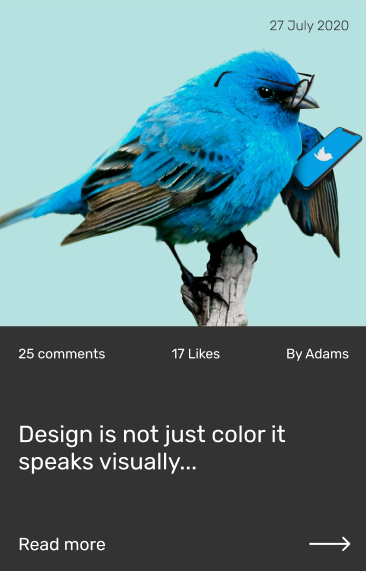 27 July 2020
25 comments 17 Likes By Adams
Design is not just color it
speaks visually...
Read more